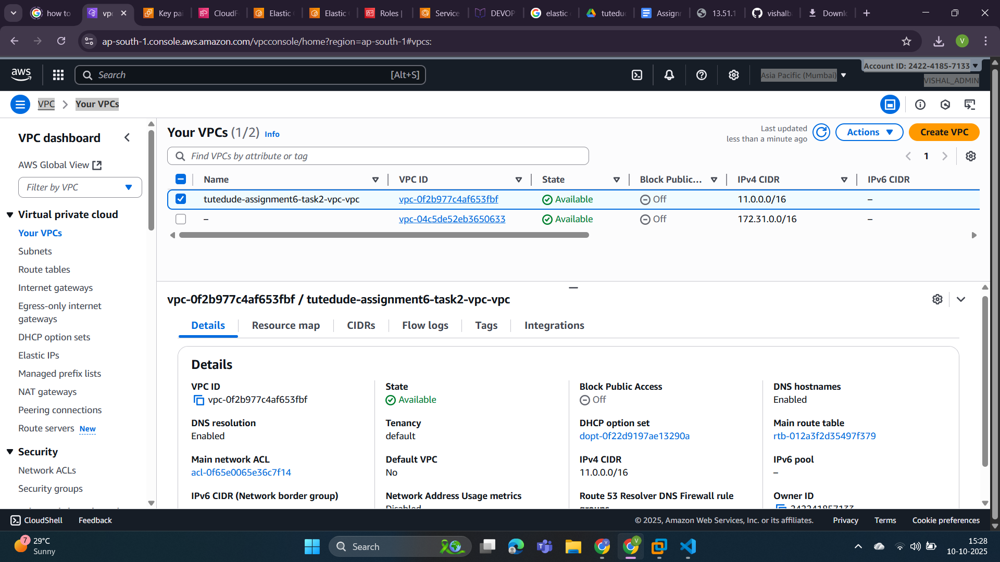 how to
vpc
Key pai
CloudF
Elastic
Elastic
Roles |
Service
DEVOP
elastic
tutedud
Assignr
13.51.1
vishalb
Downlo
ap-south-1.console.aws.amazon.com/vpcconsole/home?region=ap-south-1#vpcs:
V
aws
Search
[Alt+S]
Asia Pacific (Mumbai)
Account ID: 2422-4185-7133
VISHAL_ADMIN
VPC
Your VPCs
VPC dashboard
AWS Global View
Filter by VPC
Virtual private cloud
Your VPCs
Subnets
Route tables
Internet gateways
Egress-only internet
gateways
DHCP option sets
Elastic IPs
Managed prefix lists
NAT gateways
Peering connections
Route servers New
Security
Network ACLs
Security groups
Your VPCs (1/2) Info
Last updated
less than a minute ago
Actions
Create VPC
Find VPCs by attribute or tag
1
Name VPC ID State Block Public... IPv4 CIDR IPv6 CIDR
tutedude-assignment6-task2-vpc-vpc vpc-0f2b977c4af653fbf Available Off 11.0.0.0/16 –
– vpc-04c5de52eb3650633 Available Off 172.31.0.0/16 –
vpc-0f2b977c4af653fbf / tutedude-assignment6-task2-vpc-vpc
Details Resource map CIDRs Flow logs Tags Integrations
Details
VPC ID
vpc-0f2b977c4af653fbf
State
Available
Block Public Access
Off
DNS hostnames
Enabled
DNS resolution
Enabled
Tenancy
default
DHCP option set
dopt-0f22d9197ae13290a
Main route table
rtb-012a3f2d35497f379
Main network ACL
acl-0f65e0065e36c7f14
Default VPC
No
IPv4 CIDR
11.0.0.0/16
IPv6 pool
–
IPv6 CIDR (Network border group)
Network Address Usage metrics
Disabled
Route 53 Resolver DNS Firewall rule
groups
Owner ID
242241857133
CloudShell
Feedback
© 2025, Amazon Web Services, Inc. or its affiliates.
Privacy
Terms
Cookie preferences
7
29°C
Sunny
Search
V
15:28
10-10-2025